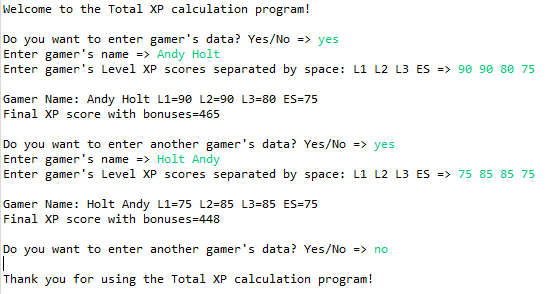 Welcome to the Total XP calculation program!
Do you want to enter gamer's data? Yes/No => yes
Enter gamer's name => Andy Holt
Enter gamer's Level XP scores separated by space: L1 L2 L3 ES => 90 90 80 75
Gamer Name: Andy Holt L1=90 L2=90 L3=80 ES=75
Final XP score with bonuses=465
Do you want to enter another gamer's data? Yes/No => yes
Enter gamer's name => Holt Andy
Enter gamer's Level XP scores separated by space: L1 L2 L3 ES => 75 85 85 75
Gamer Name: Holt Andy L1=75 L2=85 L3=85 ES=75
Final XP score with bonuses=448
Do you want to enter another gamer's data? Yes/No => no
Thank you for using the Total XP calculation program!